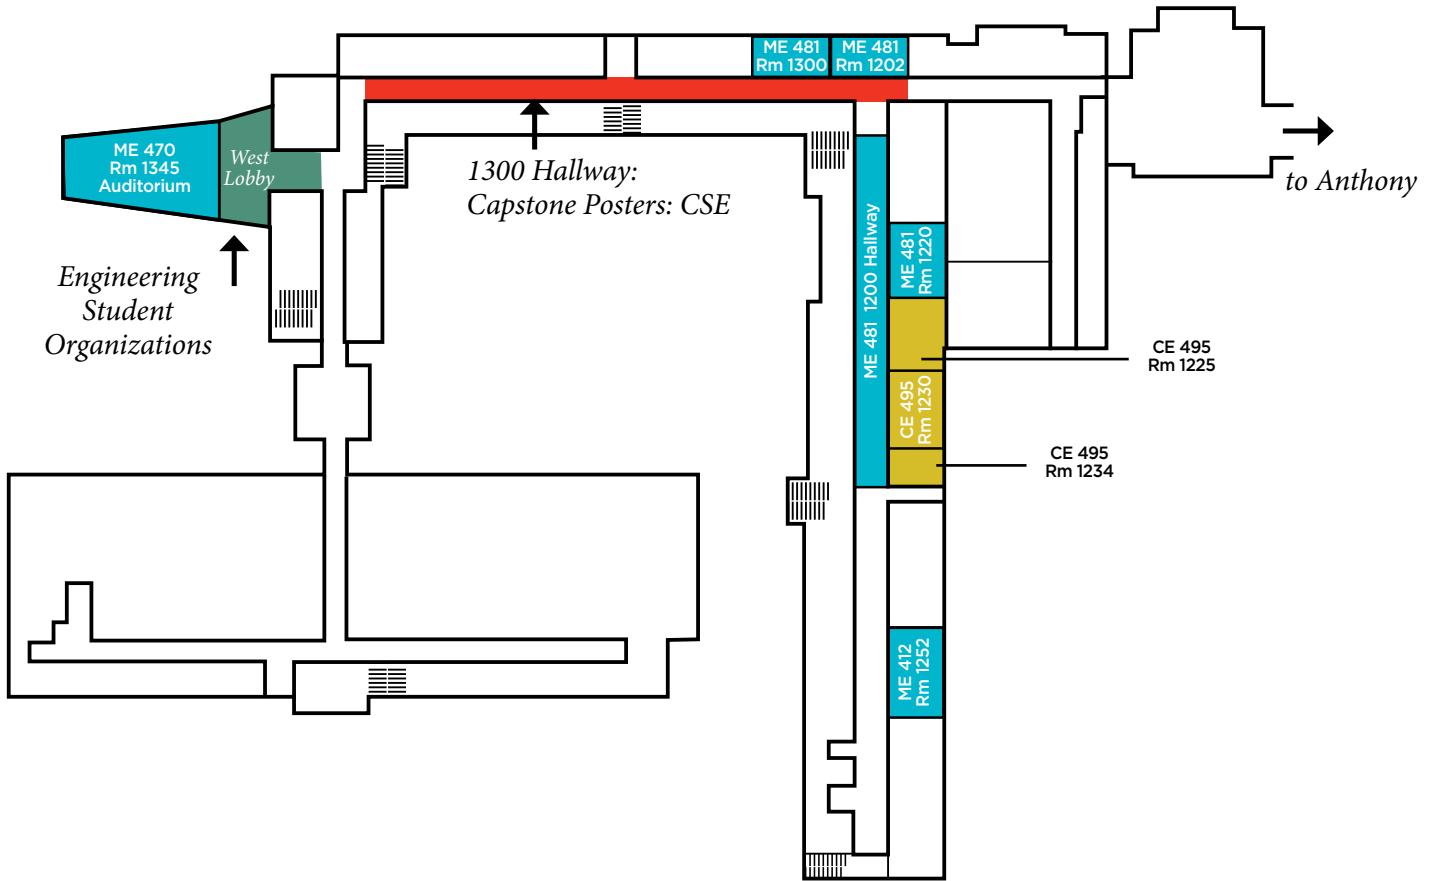 ME 481
Rm 1300
ME 481
Rm 1202
ME 470
Rm 1345
Auditorium
West
Lobby
1300 Hallway:
Capstone Posters: CSE
to Anthony
Engineering
Student
Organizations
ME 481 1200 Hallway
ME 481
Rm 1220
CE 495
Rm 1225
CE 495
Rm 1230
CE 495
Rm 1234
ME 412
Rm 1252